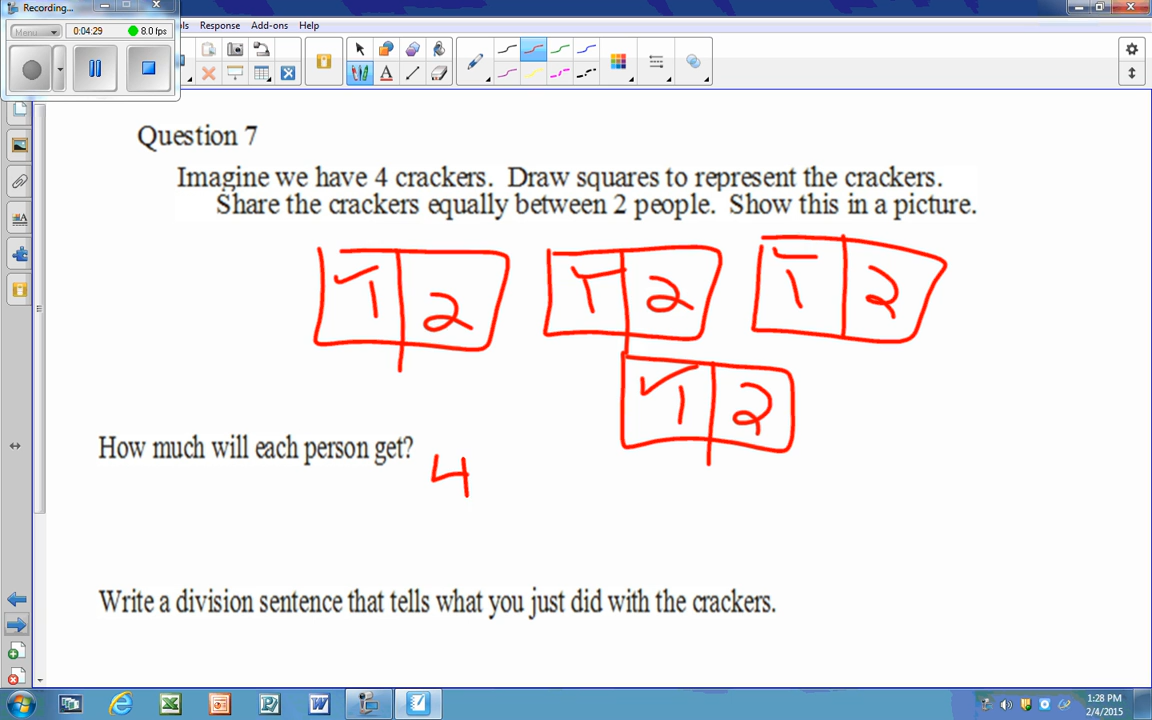 Recording...
Menu
0:04:29
8.0 fps
Response
Add-ons
Help
Question 7
Imagine we have 4 crackers. Draw squares to represent the crackers.
Share the crackers equally between 2 people. Show this in a picture.
1 2 1 2 1 2
1 2
How much will each person get?
4
Write a division sentence that tells what you just did with the crackers.
1:28 PM
2/4/2015